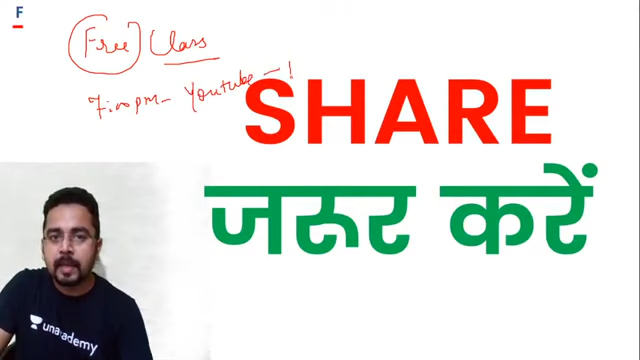 F
Free Class
7:00pm - Youtube - !
SHARE
जरूर करें
unacademy